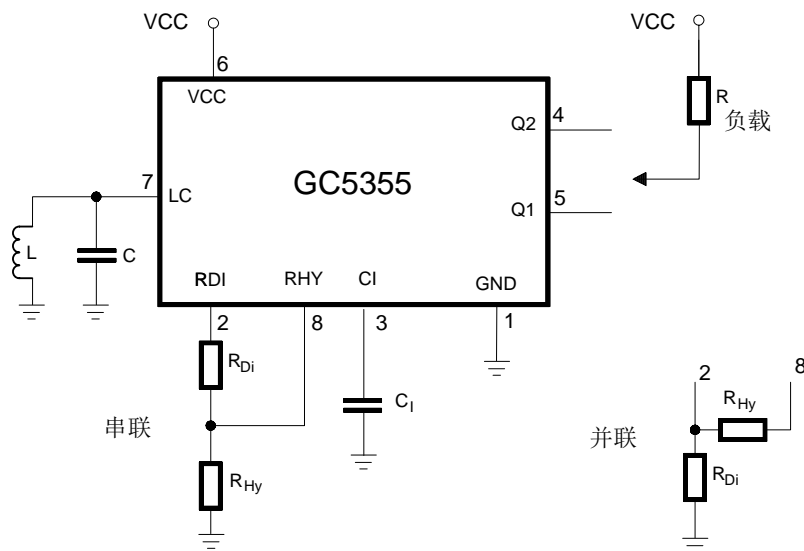 VCC
VCC
6
VCC
R
负载
Q2
4
7
LC
GC5355
Q1
5
L
C
RDI
RHY
CI
GND
2
8
3
1
RDi
CI
串联
RHy
2
8
RHy
并联
RDi